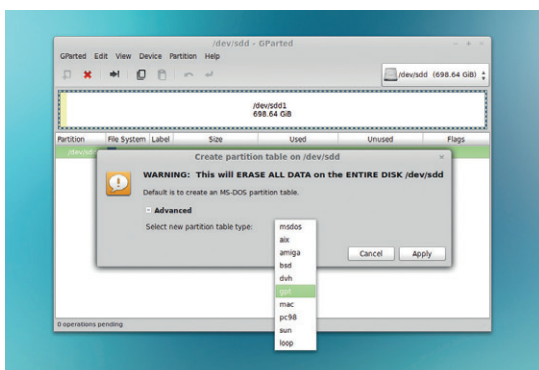 /dev/sdd - GParted
GParted Edit View Device Partition Help
/dev/sdd (698.64 GiB)
/dev/sdd1
698.64 GiB
Partition File System Label Size Used Unused Flags
Create partition table on /dev/sdd
WARNING: This will ERASE ALL DATA on the ENTIRE DISK /dev/sdd
Default is to create an MS-DOS partition table.
Advanced
Select new partition table type:
msdos
aix
amiga
bsd
dvh
gpt
mac
pc98
sun
loop
Cancel Apply
0 operations pending